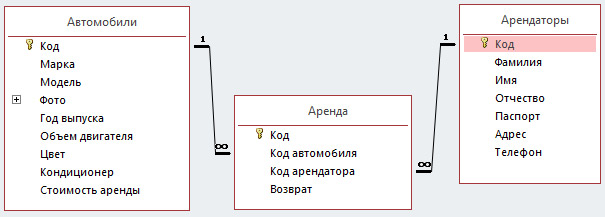 Автомобили
Код
Марка
Модель
Фото
Год выпуска
Объем двигателя
Цвет
Кондиционер
Стоимость аренды
1
∞
Аренда
Код
Код автомобиля
Код арендатора
Возврат
1
∞
Арендаторы
Код
Фамилия
Имя
Отчество
Паспорт
Адрес
Телефон